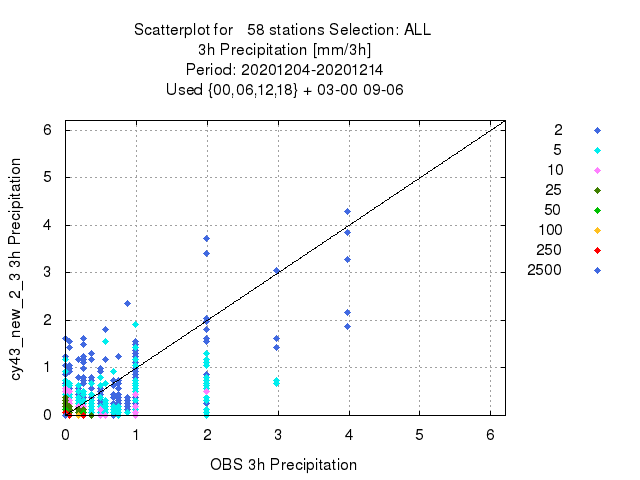 Scatterplot for 58 stations Selection: ALL
3h Precipitation [mm/3h]
Period: 20201204-20201214
Used {00,06,12,18} + 03-00 09-06
cy43_new_2_3 3h Precipitation
6
5
4
3
2
1
0
0 1 2 3 4 5 6
OBS 3h Precipitation
2
5
10
25
50
100
250
2500